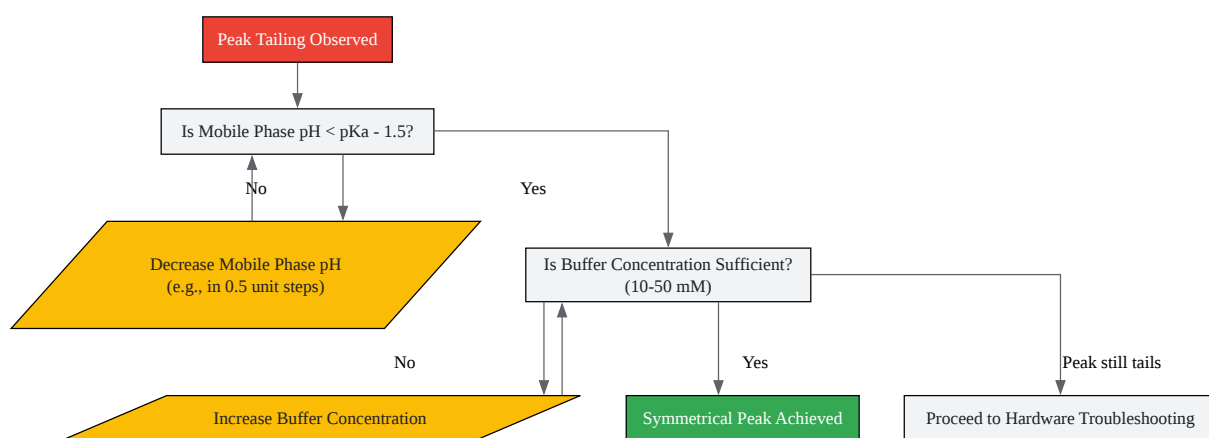 Peak Tailing Observed
Is Mobile Phase pH < pKa - 1.5?
No
Yes
Decrease Mobile Phase pH
(e.g., in 0.5 unit steps)
Is Buffer Concentration Sufficient?
(10-50 mM)
No
Yes
Peak still tails
Increase Buffer Concentration
Symmetrical Peak Achieved
Proceed to Hardware Troubleshooting